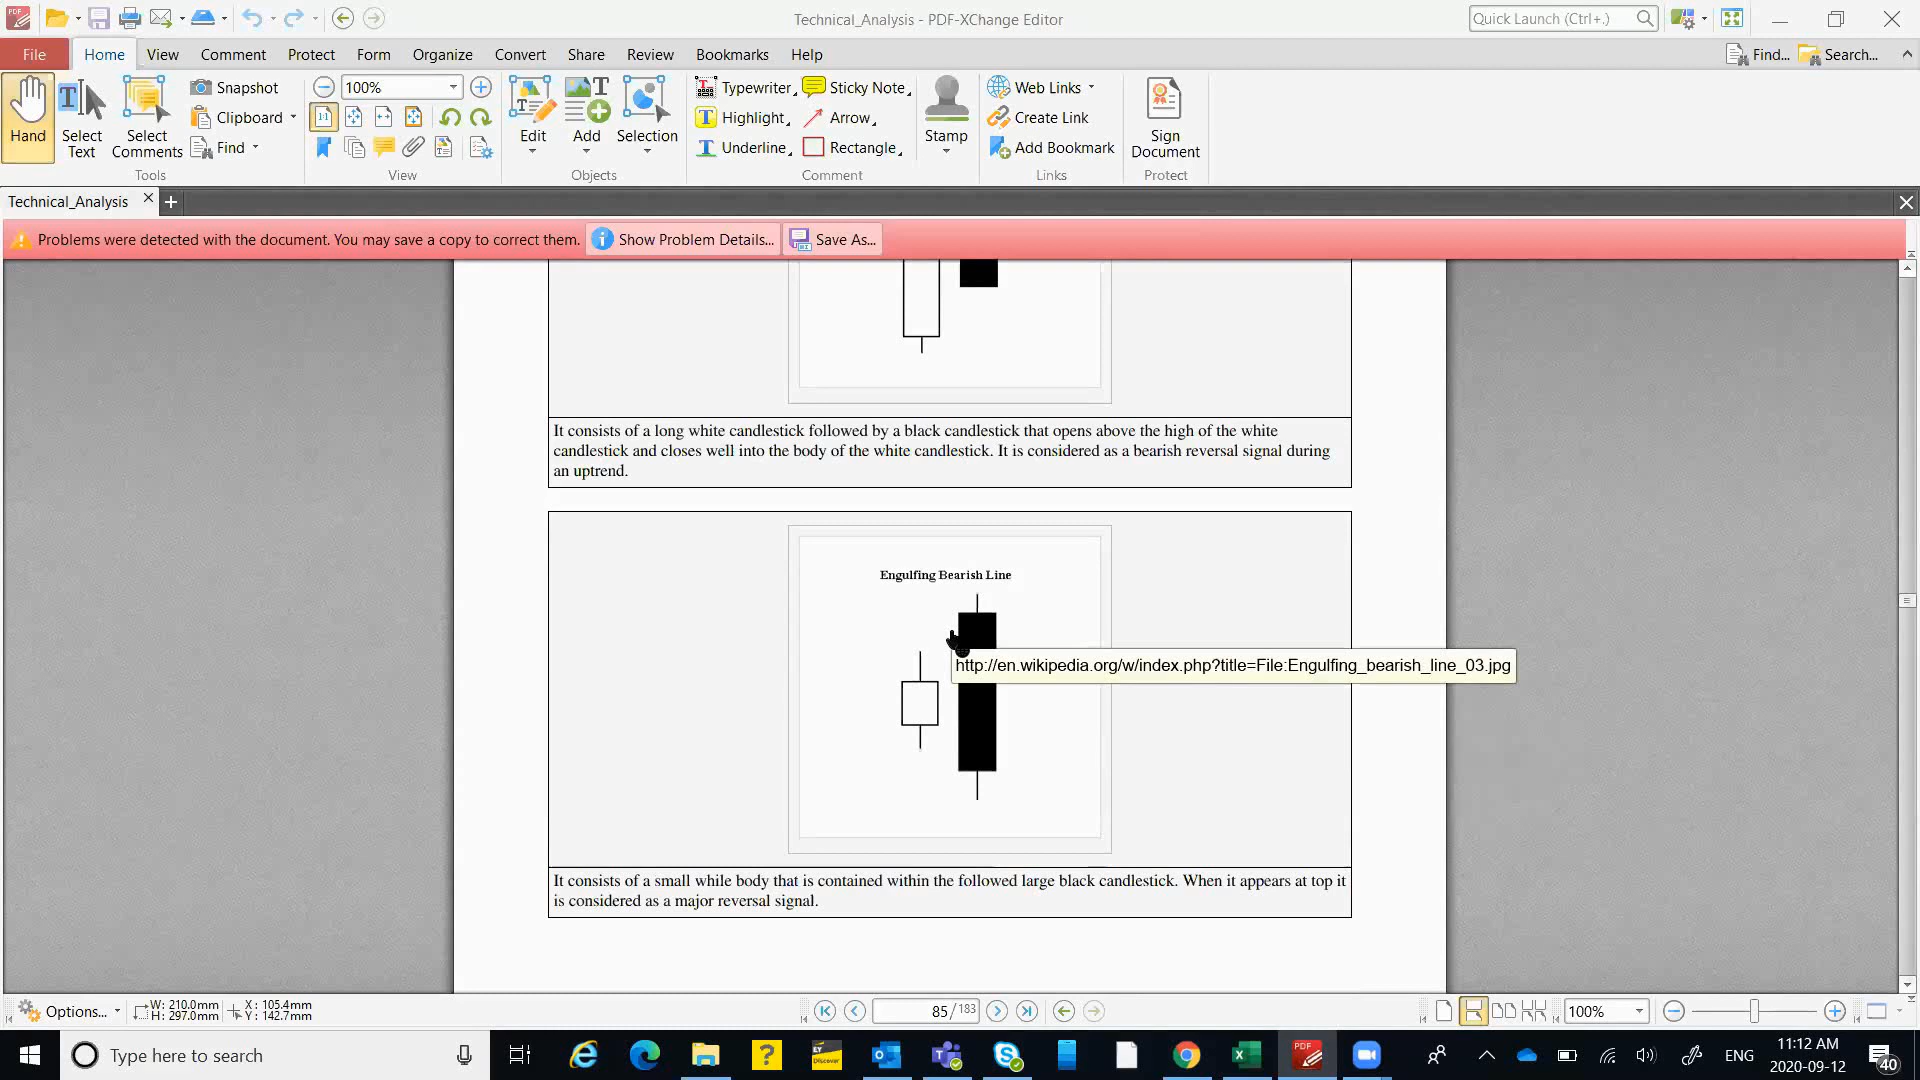 Technical_Analysis - PDF-XChange Editor
Quick Launch (Ctrl+.)
File Home View Comment Protect Form Organize Convert Share Review Bookmarks Help
Find... Search...
Hand
Select Text
Select Comments
Snapshot
Clipboard
Find
Tools
100%
View
Edit Add Selection
Objects
Typewriter Sticky Note
Highlight Arrow
Underline Rectangle
Stamp
Comment
Web Links
Create Link
Add Bookmark
Links
Sign Document
Protect
Technical_Analysis
Problems were detected with the document. You may save a copy to correct them. Show Problem Details... Save As...
It consists of a long white candlestick followed by a black candlestick that opens above the high of the white
candlestick and closes well into the body of the white candlestick. It is considered as a bearish reversal signal during
an uptrend.
Engulfing Bearish Line
http://en.wikipedia.org/w/index.php?title=File:Engulfing_bearish_line_03.jpg
It consists of a small while body that is contained within the followed large black candlestick. When it appears at top it
is considered as a major reversal signal.
Options... W: 210.0mm X: 105.4mm
H: 297.0mm Y: 142.7mm
85 / 183
100%
Type here to search
ENG
11:12 AM
2020-09-12
40